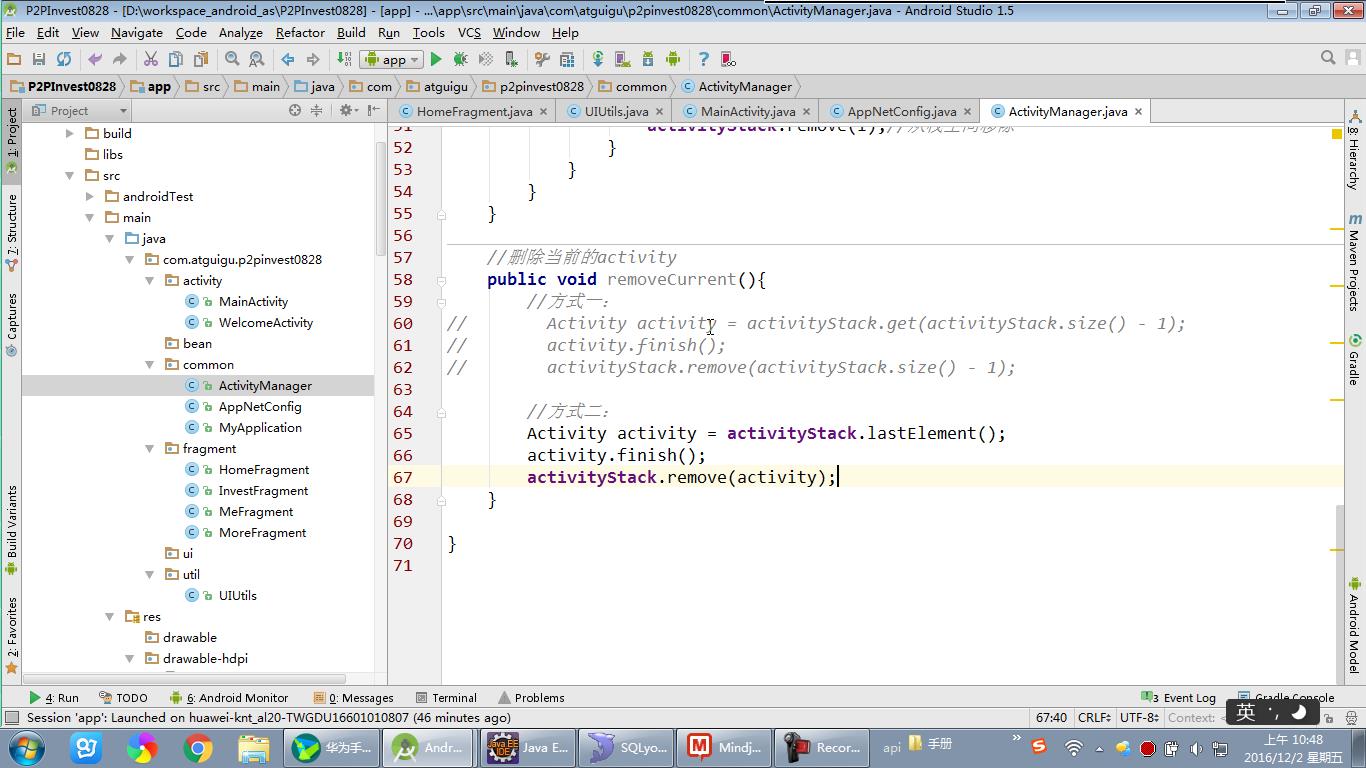 P2PInvest0828 - [D:\workspace_android_as\P2PInvest0828] - [app] - ...\app\src\main\java\com\atguigu\p2pinvest0828\common\ActivityManager.java - Android Studio 1.5
File Edit View Navigate Code Analyze Refactor Build Run Tools VCS Window Help
app
P2PInvest0828 app src main java com atguigu p2pinvest0828 common ActivityManager
Project
HomeFragment.java UIUtils.java MainActivity.java AppNetConfig.java ActivityManager.java
1: Project
7: Structure
Captures
Build Variants
2: Favorites
build
libs
src
androidTest
main
java
com.atguigu.p2pinvest0828
activity
MainActivity
WelcomeActivity
bean
common
ActivityManager
AppNetConfig
MyApplication
fragment
HomeFragment
InvestFragment
MeFragment
MoreFragment
ui
util
UIUtils
res
drawable
drawable-hdpi
51 activityStack.remove(i);//从栈空间移除
52 }
53 }
54 }
55 }
56
57 //删除当前的activity
58 public void removeCurrent(){
59 //方式一：
60 // Activity activity = activityStack.get(activityStack.size() - 1);
61 // activity.finish();
62 // activityStack.remove(activityStack.size() - 1);
63
64 //方式二：
65 Activity activity = activityStack.lastElement();
66 activity.finish();
67 activityStack.remove(activity);
68 }
69
70 }
71
8: Hierarchy
Maven Projects
Gradle
Android Model
4: Run TODO 6: Android Monitor 0: Messages Terminal Problems 3 Event Log Gradle Console
Session 'app': Launched on huawei-knt_al20-TWGDU16601010807 (46 minutes ago) 67:40 CRLF UTF-8 Context:
英
华为手... Andr... Java E... SQLyo... Mindj... Recor... api 手册
上午 10:48
2016/12/2 星期五